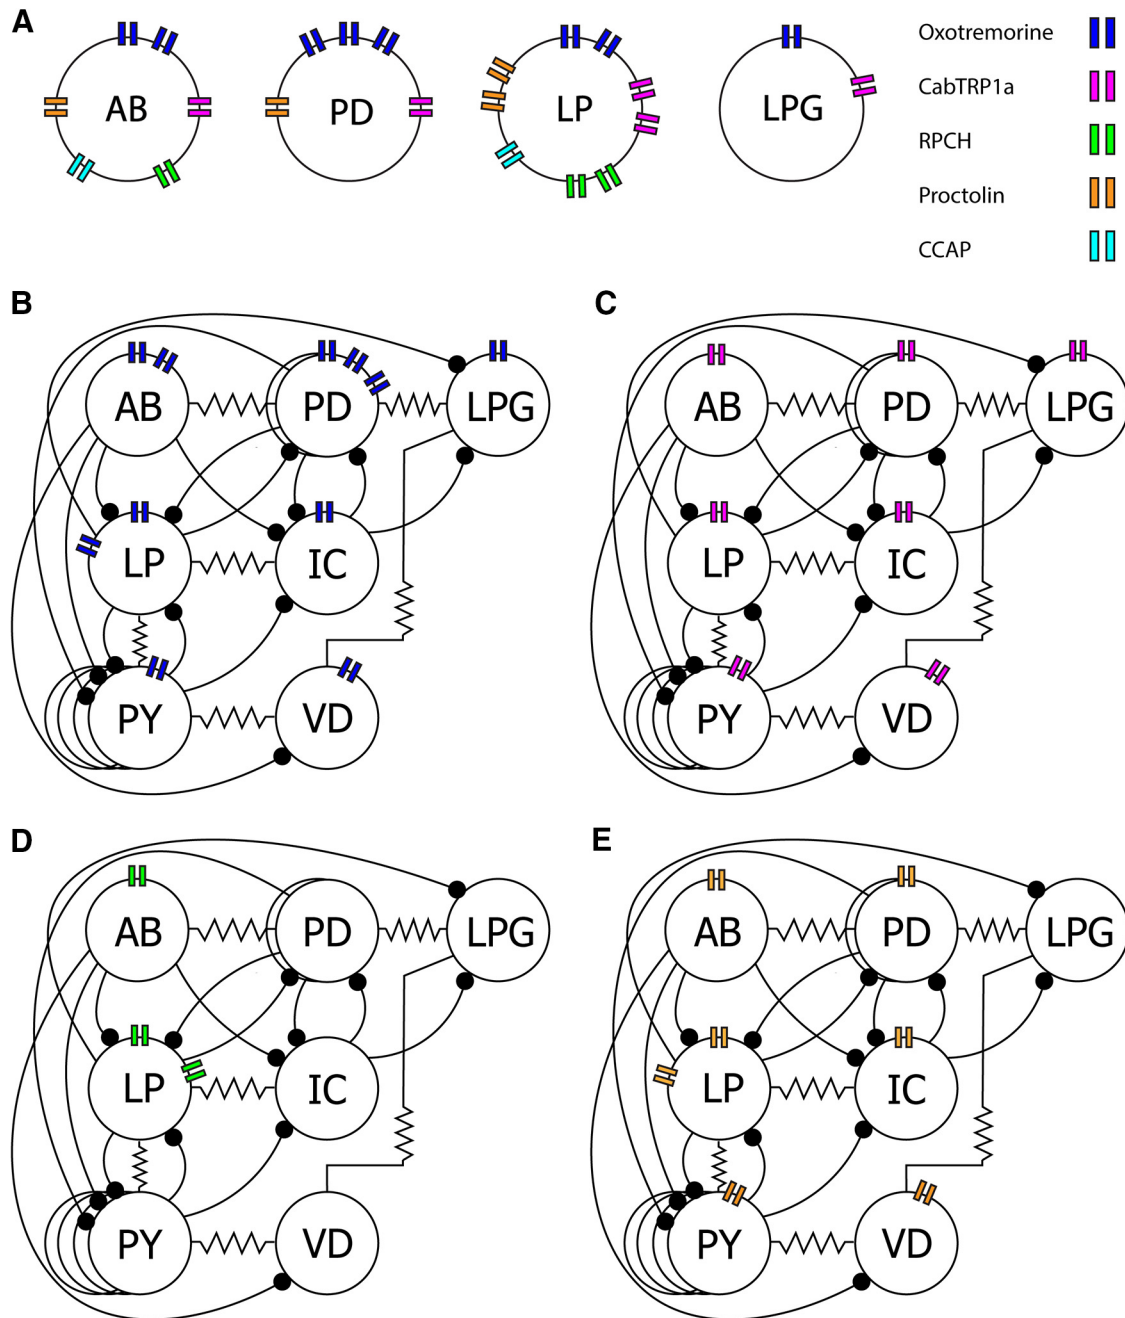 A
AB
PD
LP
LPG
Oxotremorine
CabTRP1a
RPCH
Proctolin
CCAP
B
AB
PD
LPG
LP
IC
PY
VD
C
AB
PD
LPG
LP
IC
PY
VD
D
AB
PD
LPG
LP
IC
PY
VD
E
AB
PD
LPG
LP
IC
PY
VD